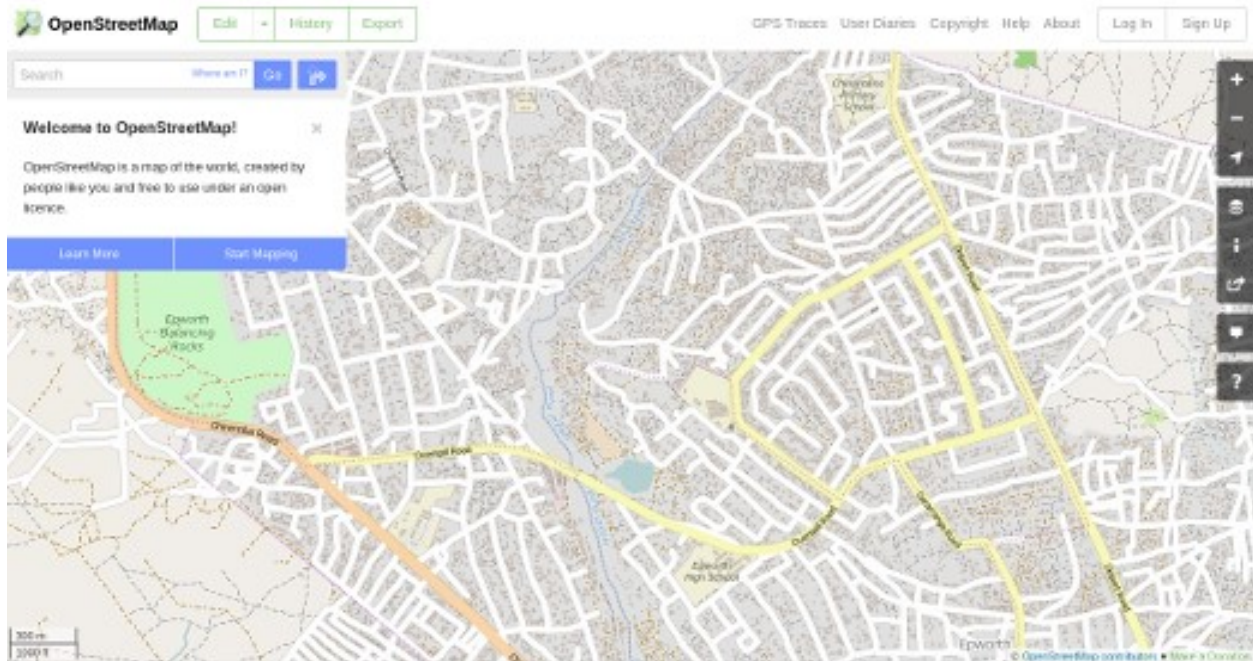 OpenStreetMap
Edit
History
Export
GPS Traces
User Diaries
Copyright
Help
About
Log In
Sign Up
Search
Where am I?
Go
Welcome to OpenStreetMap!
OpenStreetMap is a map of the world, created by
people like you and free to use under an open
licence.
Learn More
Start Mapping
Epworth
Balancing
Rocks
Epworth
High School
Epworth
300 m
1000 ft
© OpenStreetMap contributors ♥ Make a Donation